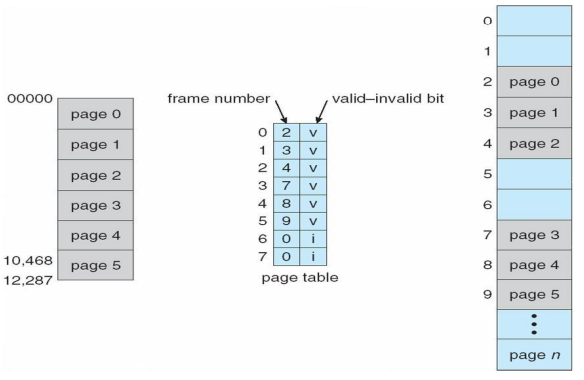 00000
page 0
page 1
page 2
page 3
page 4
page 5
10,468
12,287
frame number
valid–invalid bit
0 2 v
1 3 v
2 4 v
3 7 v
4 8 v
5 9 v
6 0 i
7 0 i
page table
0
1
2 page 0
3 page 1
4 page 2
5
6
7 page 3
8 page 4
9 page 5
page n